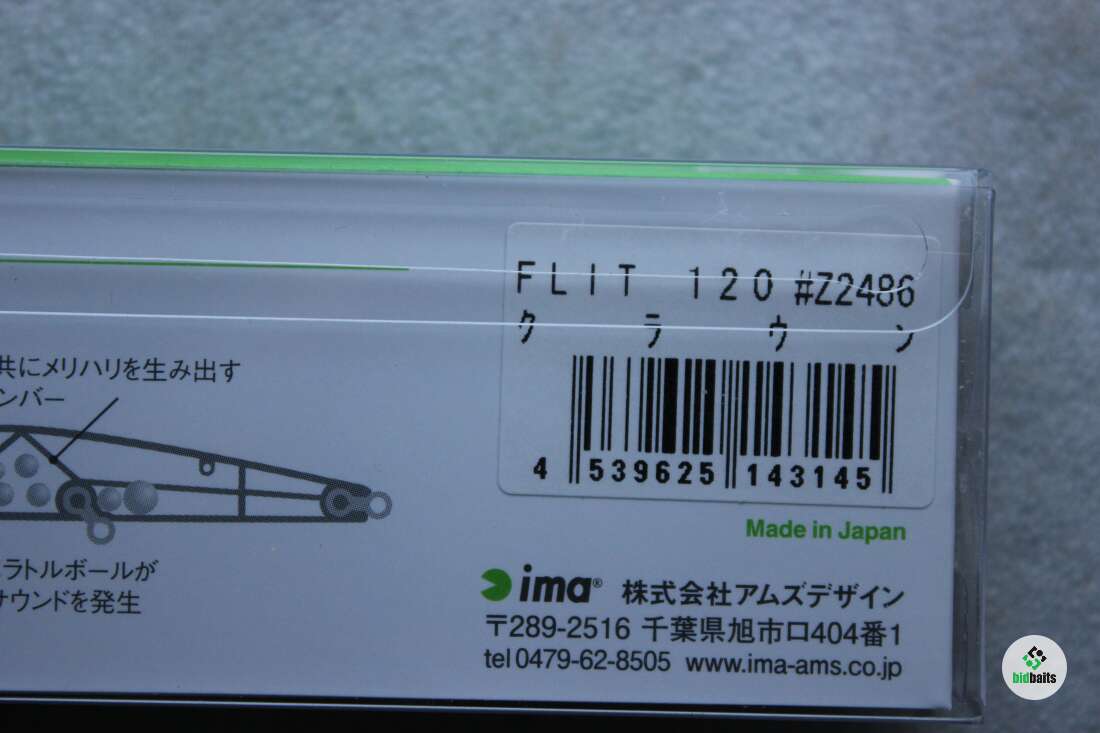 FLIT 120 #Z2486
クラウン
4 539625 143145
共にメリハリを生み出す
ンバー
ラトルボールが
サウンドを発生
Made in Japan
ima® 株式会社アムズデザイン
〒289-2516 千葉県旭市ロ404番1
tel 0479-62-8505 www.ima-ams.co.jp
bidbaits